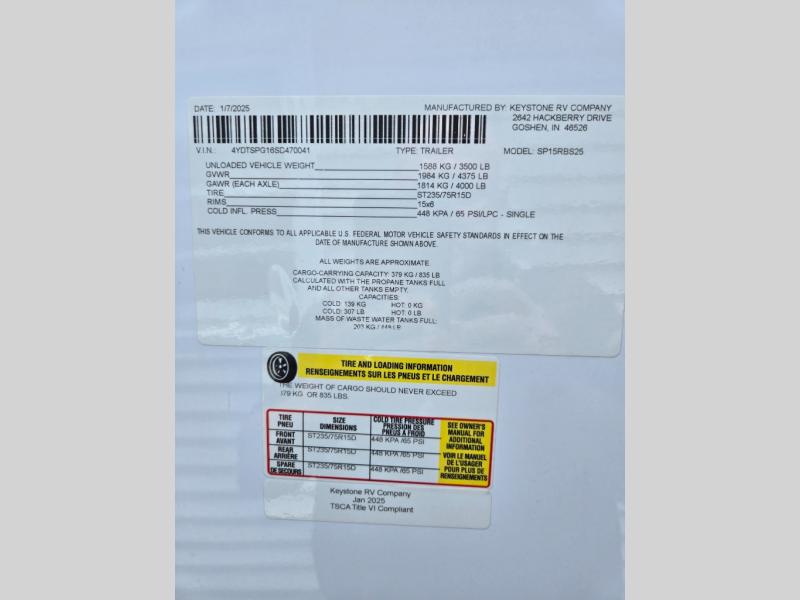 DATE: 1/7/2025 MANUFACTURED BY: KEYSTONE RV COMPANY
2642 HACKBERRY DRIVE
GOSHEN, IN 46526
V.I.N.: 4YDTSPG16SD470041 TYPE: TRAILER MODEL: SP15RBS25
UNLOADED VEHICLE WEIGHT 1588 KG / 3500 LB
GVWR 1984 KG / 4375 LB
GAWR (EACH AXLE) 1814 KG / 4000 LB
TIRE ST235/75R15D
RIMS 15x6
COLD INFL. PRESS 448 KPA / 65 PSI/LPC - SINGLE
THIS VEHICLE CONFORMS TO ALL APPLICABLE U.S. FEDERAL MOTOR VEHICLE SAFETY STANDARDS IN EFFECT ON THE
DATE OF MANUFACTURE SHOWN ABOVE.
ALL WEIGHTS ARE APPROXIMATE.
CARGO-CARRYING CAPACITY: 379 KG / 835 LB
CALCULATED WITH THE PROPANE TANKS FULL
AND ALL OTHER TANKS EMPTY.
CAPACITIES:
COLD: 139 KG HOT: 0 KG
COLD: 307 LB HOT: 0 LB
MASS OF WASTE WATER TANKS FULL:
203 KG / 449 LB
TIRE AND LOADING INFORMATION
RENSEIGNEMENTS SUR LES PNEUS ET LE CHARGEMENT
THE WEIGHT OF CARGO SHOULD NEVER EXCEED
379 KG OR 835 LBS.
TIRE
PNEU
SIZE
DIMENSIONS
COLD TIRE PRESSURE
PRESSION DES
PNEUS A FROID
FRONT
AVANT
ST235/75R15D
448 KPA /65 PSI
REAR
ARRIÈRE
ST235/75R15D
448 KPA /65 PSI
SPARE
DE SECOURS
ST235/75R15D
448 KPA /65 PSI
SEE OWNER'S
MANUAL FOR
ADDITIONAL
INFORMATION
VOIR LE MANUEL
DE L'USAGER
POUR PLUS DE
RENSEIGNEMENTS
Keystone RV Company
Jan 2025
TSCA Title VI Compliant